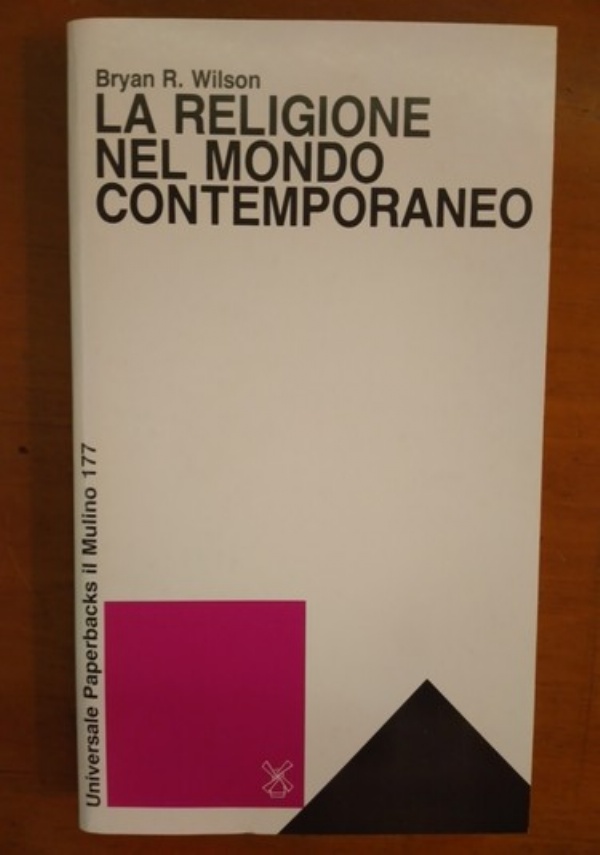 Bryan R. Wilson
LA RELIGIONE
NEL MONDO
CONTEMPORANEO
Universale Paperbacks il Mulino 177